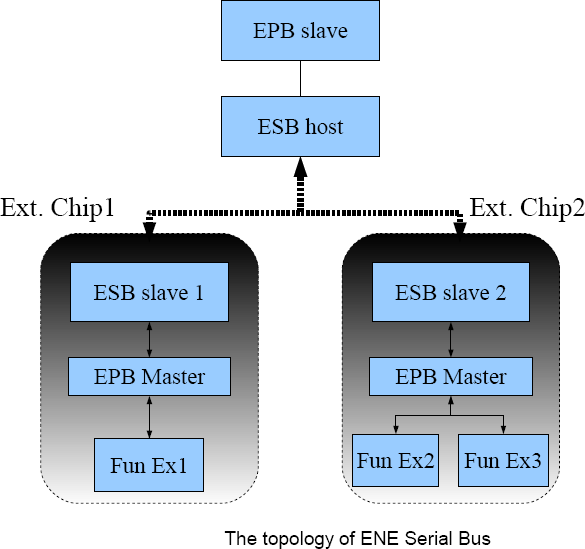 EPB slave
ESB host
Ext. Chip1
Ext. Chip2
ESB slave 1
ESB slave 2
EPB Master
EPB Master
Fun Ex1
Fun Ex2
Fun Ex3
The topology of ENE Serial Bus